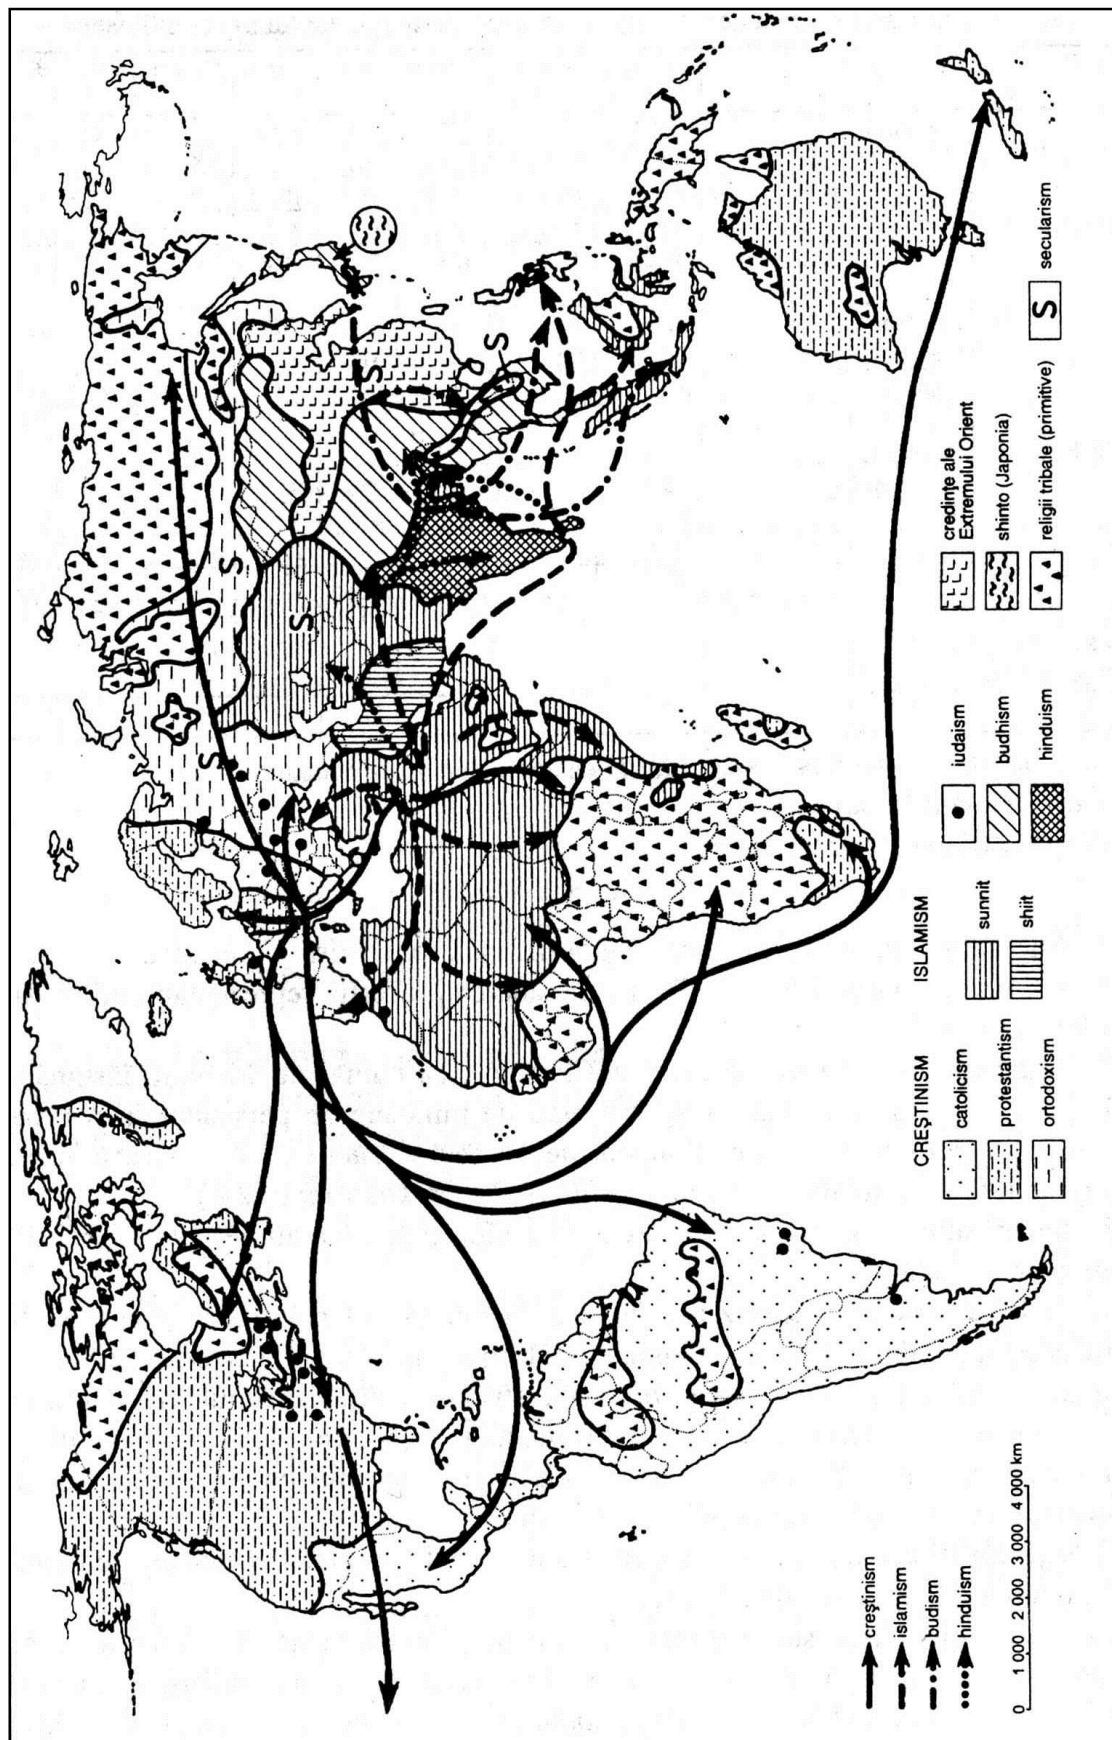 CREŞTINISM
catolicism
protestantism
ortodoxism
ISLAMISM
sunnit
shiit
iudaism
budhism
hinduism
credinţe ale
Extremului Orient
shinto (Japonia)
religii tribale (primitive)
S
secularism
creştinism
islamism
budism
hinduism
0 1 000 2 000 3 000 4 000 km
S
S
S
S
S
S